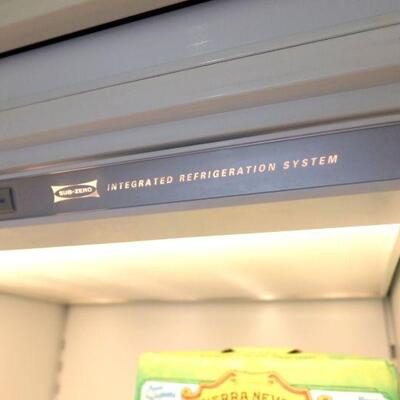 SUB-ZERO INTEGRATED REFRIGERATION SYSTEM